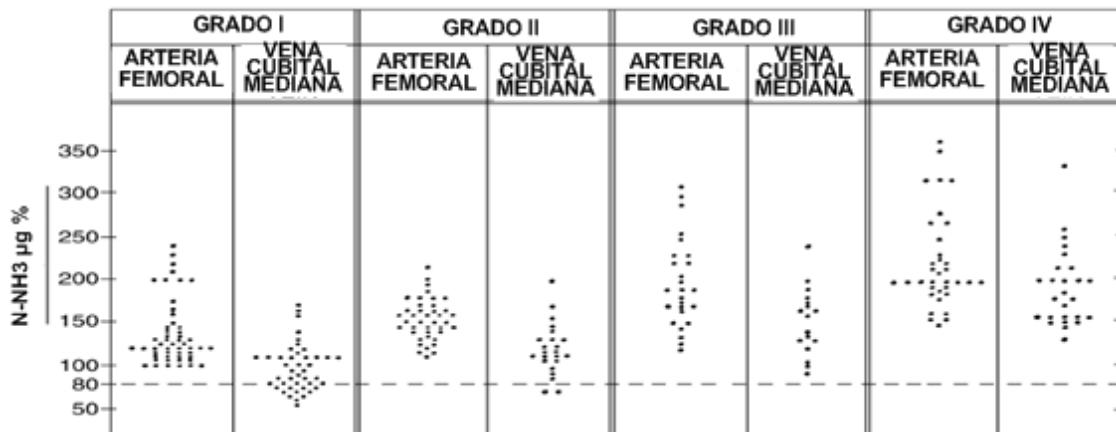 GRADO I GRADO II GRADO III GRADO IV
ARTERIA FEMORAL VENA CUBITAL MEDIANA ARTERIA FEMORAL VENA CUBITAL MEDIANA ARTERIA FEMORAL VENA CUBITAL MEDIANA ARTERIA FEMORAL VENA CUBITAL MEDIANA
N-NH3 µg %
350
300
250
200
150
100
80
50